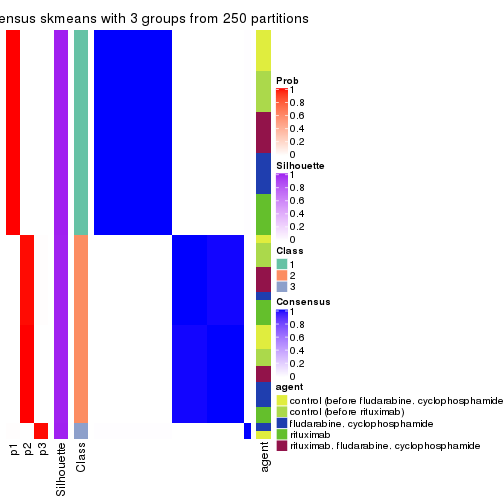 ensus skmeans with 3 groups from 250 partitions
Prob
1
0.8
0.6
0.4
0.2
0
Silhouette
1
0.8
0.6
0.4
0.2
0
Class
1
2
3
Consensus
1
0.8
0.6
0.4
0.2
0
agent
control (before fludarabine. cyclophosphamide
control (before rituximab)
fludarabine. cyclophosphamide
rituximab
rituximab. fludarabine. cyclophosphamide
p1
p2
p3
Silhouette
Class
agent